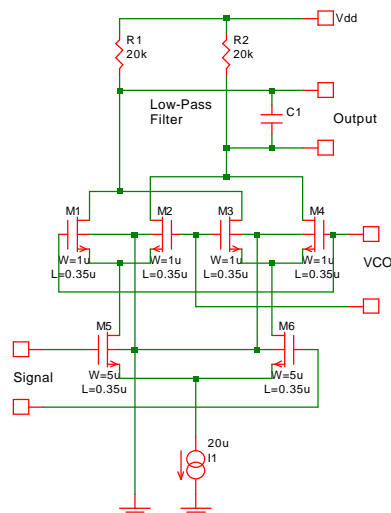 Vdd
R1
20k
R2
20k
Low-Pass
Filter
C1
Output
M1
M2
M3
M4
W=1u
L=0.35u
W=1u
L=0.35u
W=1u
L=0.35u
W=1u
L=0.35u
VCO
M5
M6
Signal
W=5u
L=0.35u
W=5u
L=0.35u
20u
I1